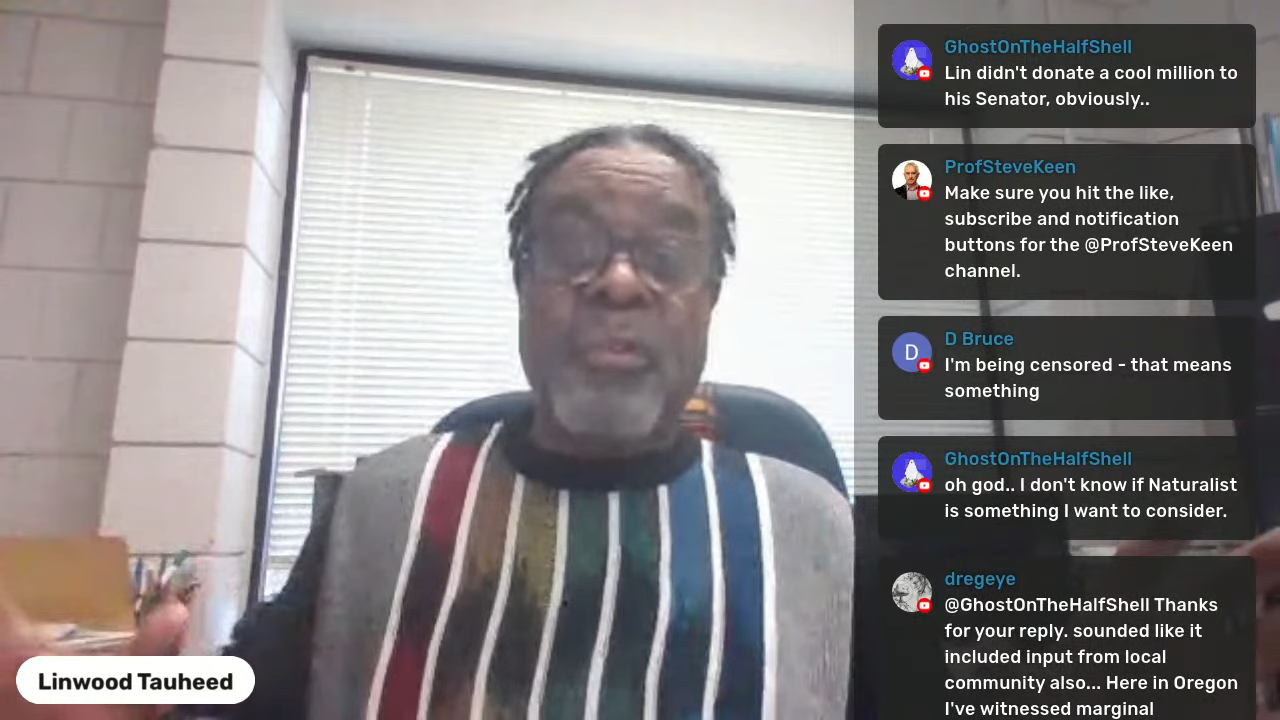 GhostOnTheHalfShell
Lin didn't donate a cool million to
his Senator, obviously..
ProfSteveKeen
Make sure you hit the like,
subscribe and notification
buttons for the @ProfSteveKeen
channel.
D
D Bruce
I'm being censored - that means
something
GhostOnTheHalfShell
oh god.. I don't know if Naturalist
is something I want to consider.
dregeye
@GhostOnTheHalfShell Thanks
for your reply. sounded like it
included input from local
community also... Here in Oregon
I've witnessed marginal
Linwood Tauheed